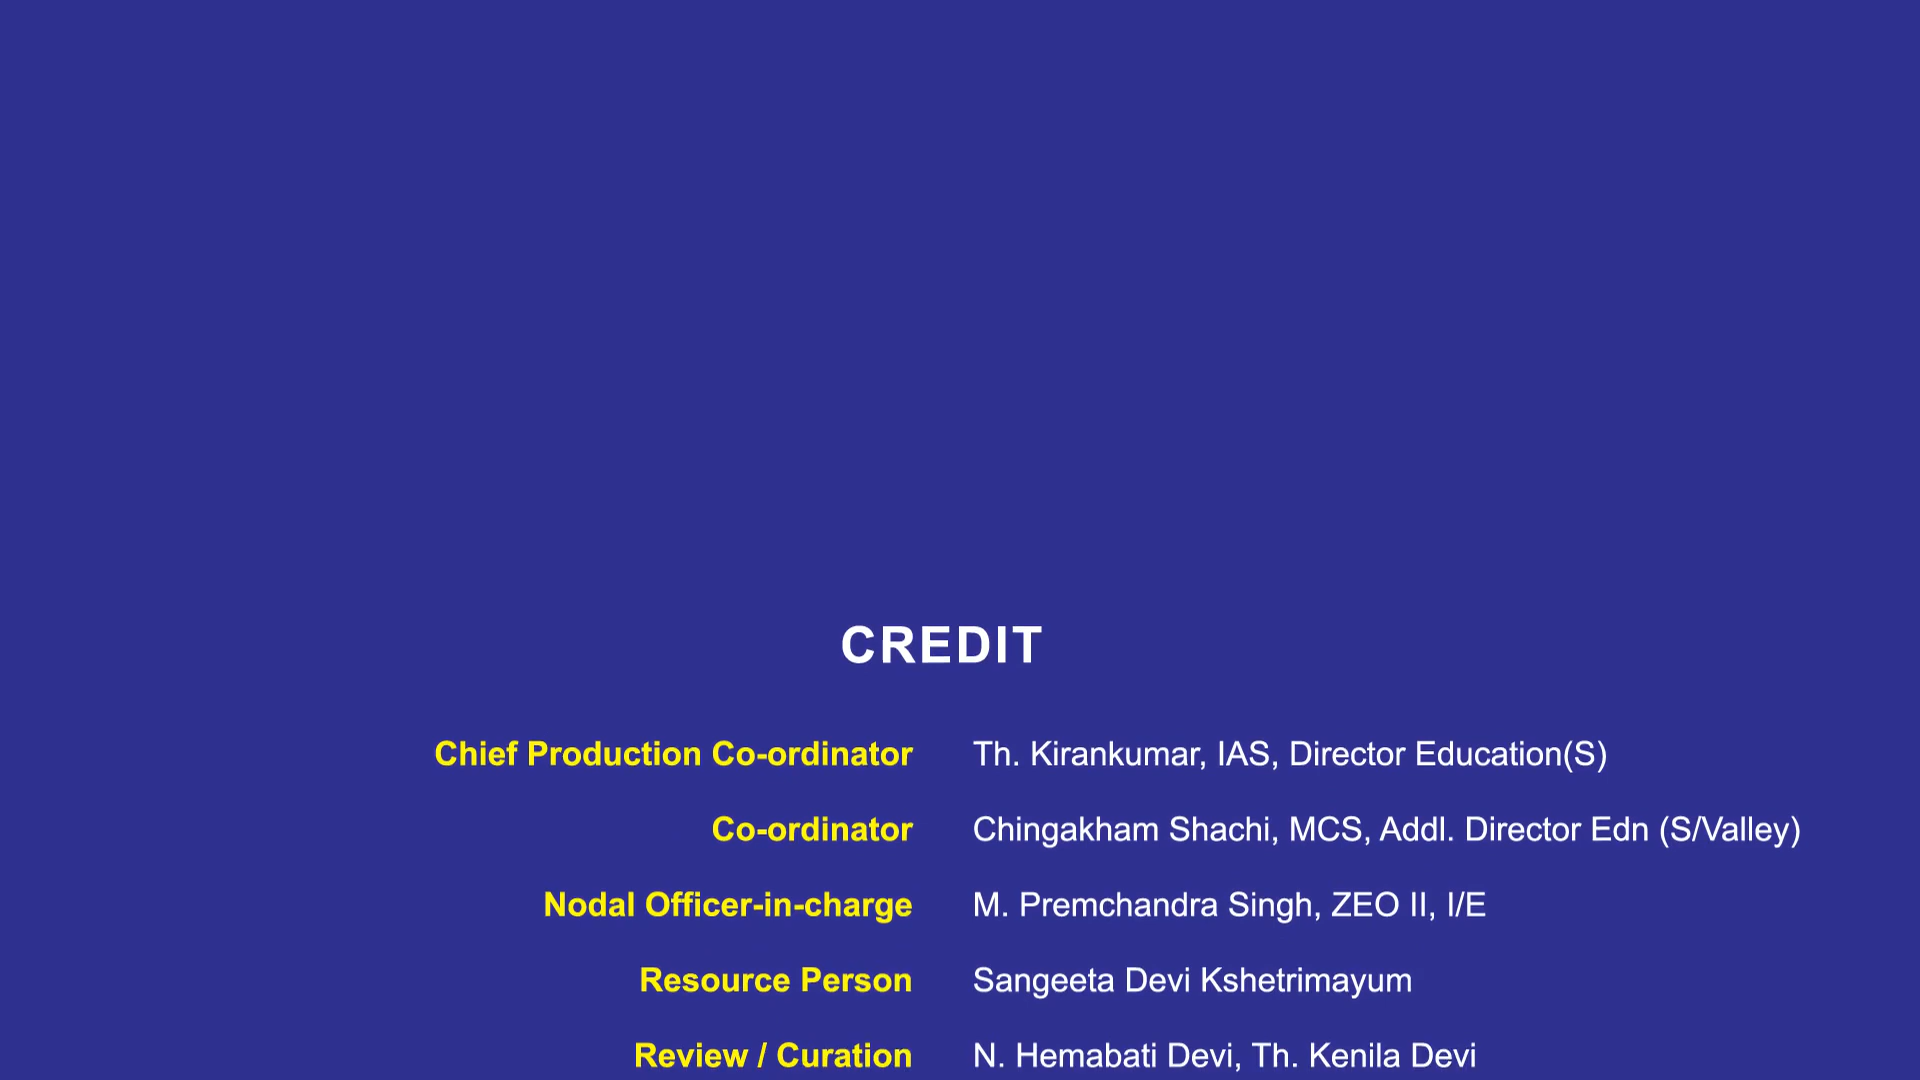 CREDIT
Chief Production Co-ordinator Th. Kirankumar, IAS, Director Education(S)
Co-ordinator Chingakham Shachi, MCS, Addl. Director Edn (S/Valley)
Nodal Officer-in-charge M. Premchandra Singh, ZEO II, I/E
Resource Person Sangeeta Devi Kshetrimayum
Review / Curation N. Hemabati Devi, Th. Kenila Devi